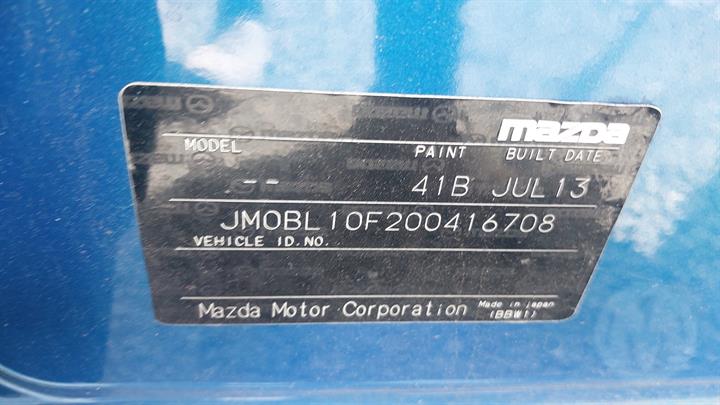 mazda
MODEL PAINT BUILT DATE
-- 41B JUL13
JM0BL10F200416708
VEHICLE ID.NO.
Mazda Motor Corporation Made in Japan
(BBW1)